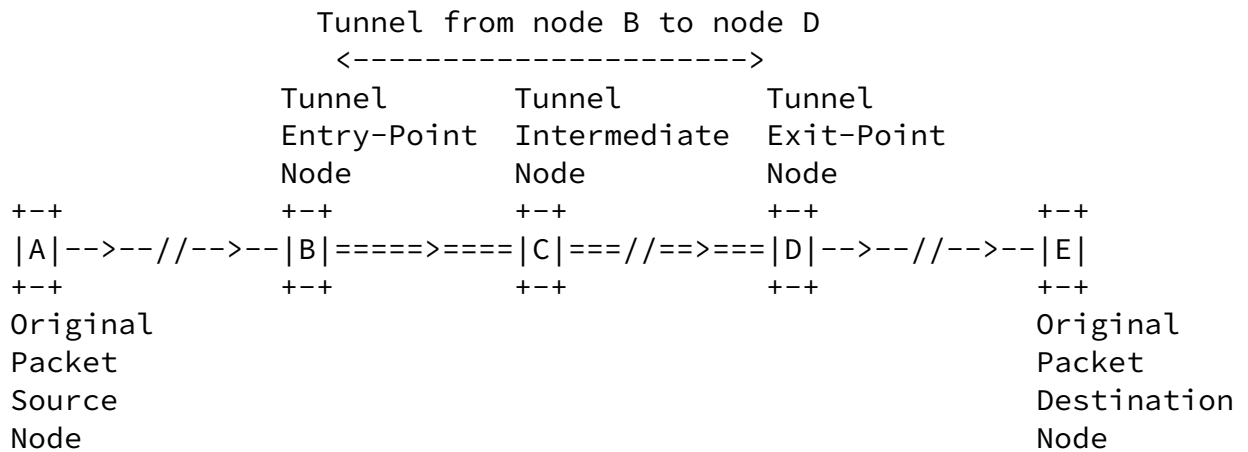 Tunnel from node B to node D
                        <---------------------->
                     Tunnel        Tunnel        Tunnel
                     Entry-Point   Intermediate  Exit-Point
                     Node          Node          Node
+-+                  +-+           +-+           +-+               +-+
|A|-->--//-->--|B|=====>====|C|===//==>===|D|-->--//-->--|E|
+-+                  +-+           +-+           +-+               +-+
Original                                                           Original
Packet                                                             Packet
Source                                                             Destination
Node                                                               Node